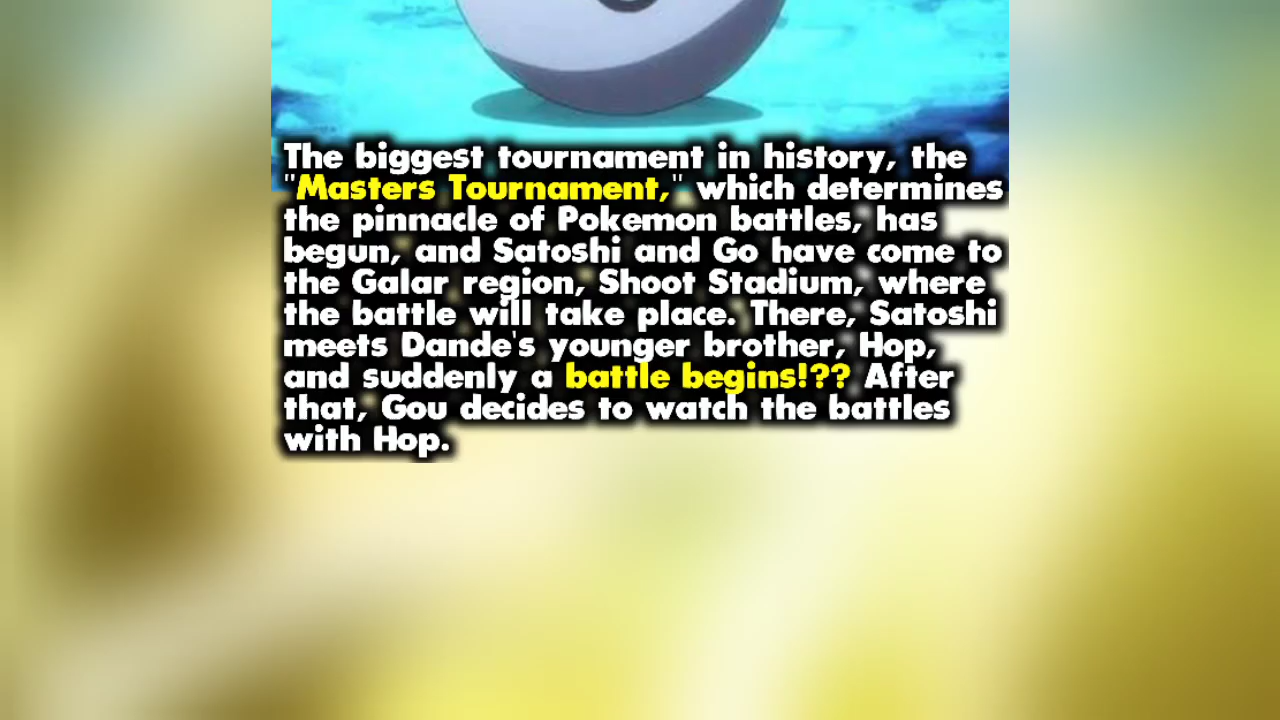 The biggest tournament in history, the
"Masters Tournament," which determines
the pinnacle of Pokemon battles, has
begun, and Satoshi and Go have come to
the Galar region, Shoot Stadium, where
the battle will take place. There, Satoshi
meets Dande's younger brother, Hop,
and suddenly a battle begins!?? After
that, Gou decides to watch the battles
with Hop.